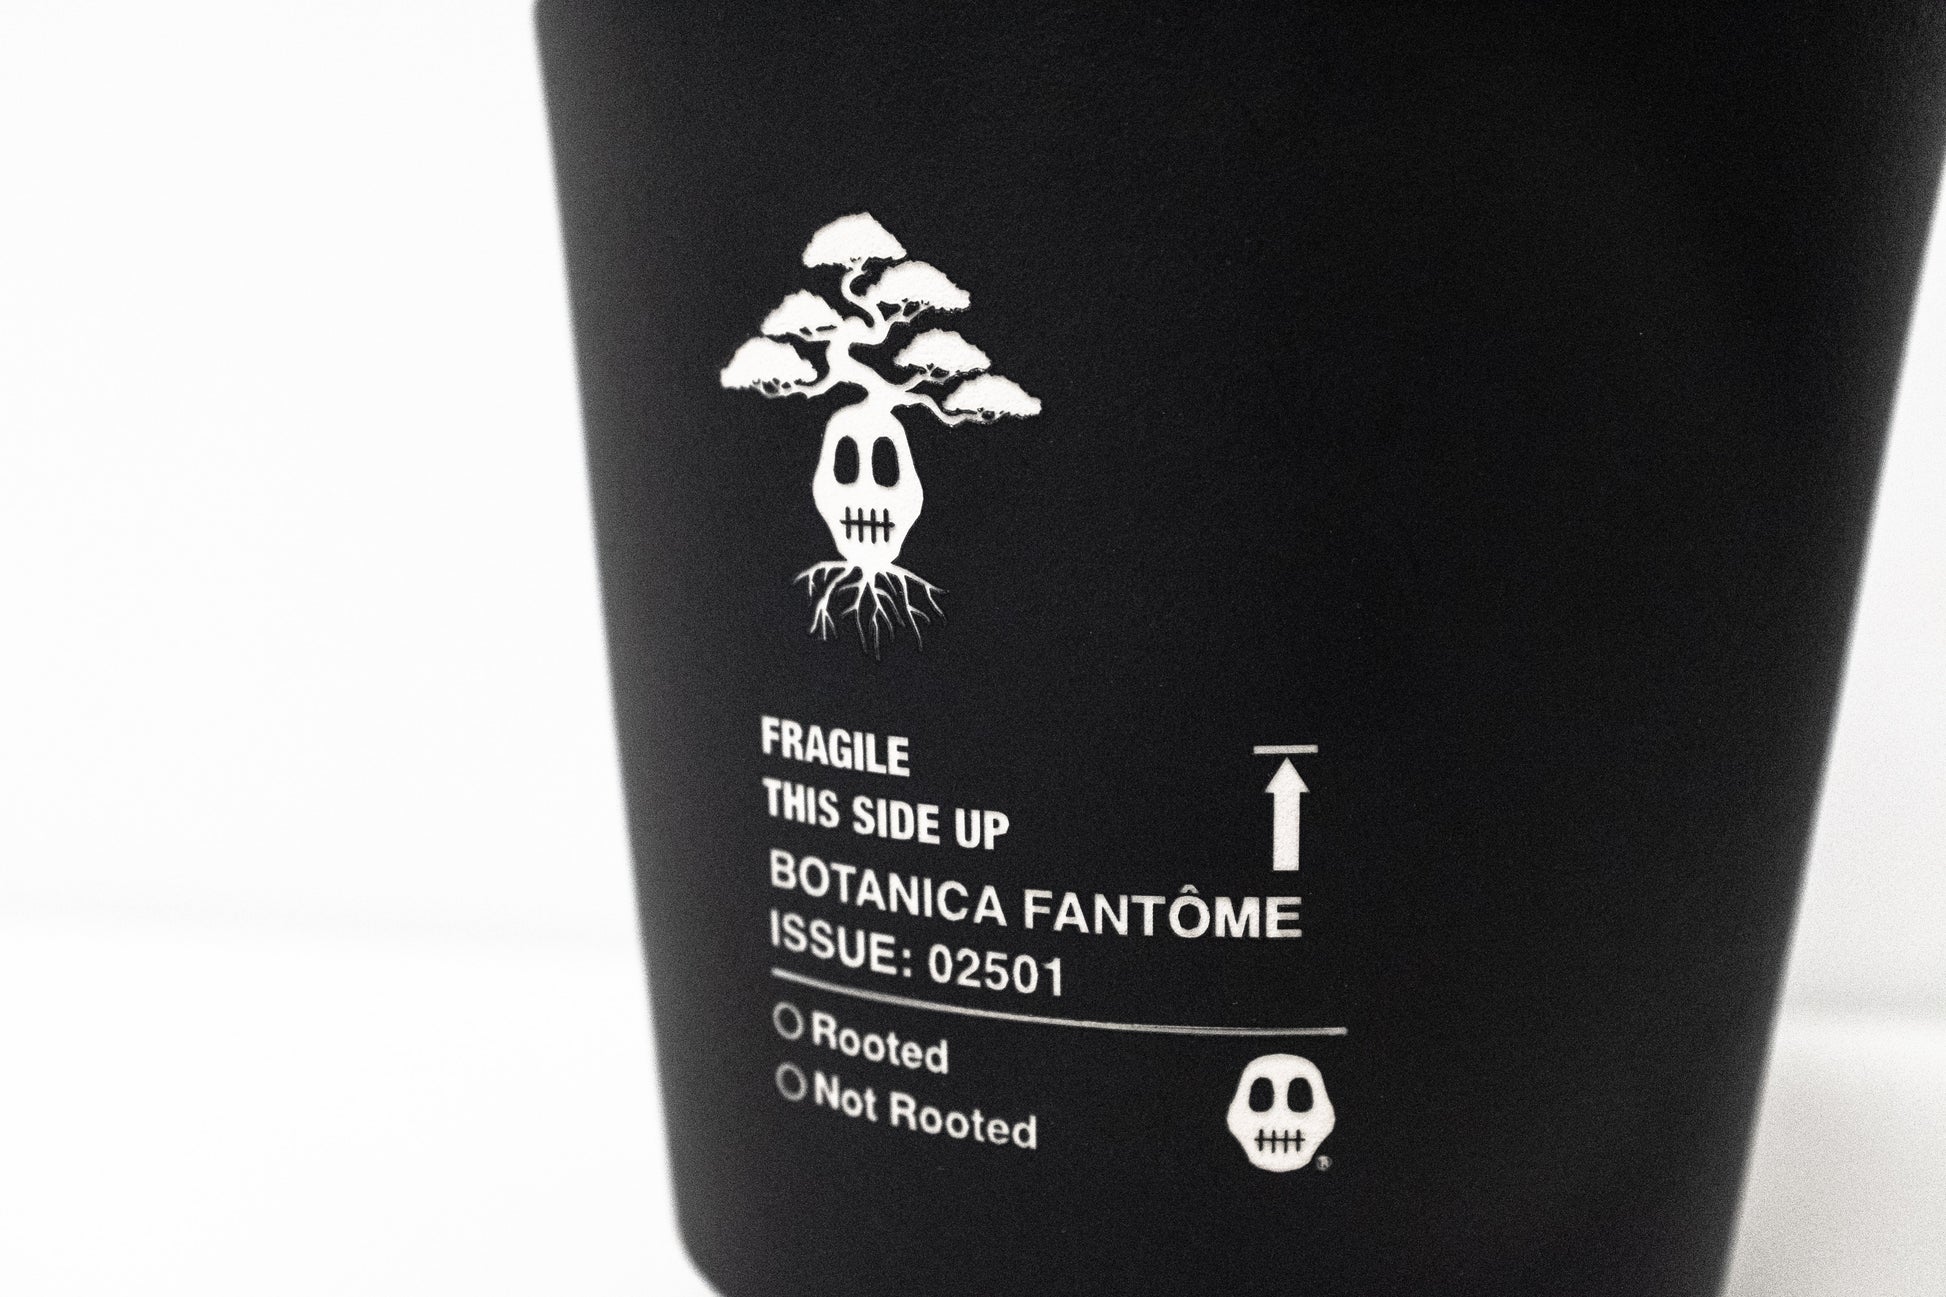 FRAGILE
THIS SIDE UP
BOTANICA FANTÔME
ISSUE: 02501
Rooted
Not Rooted
®